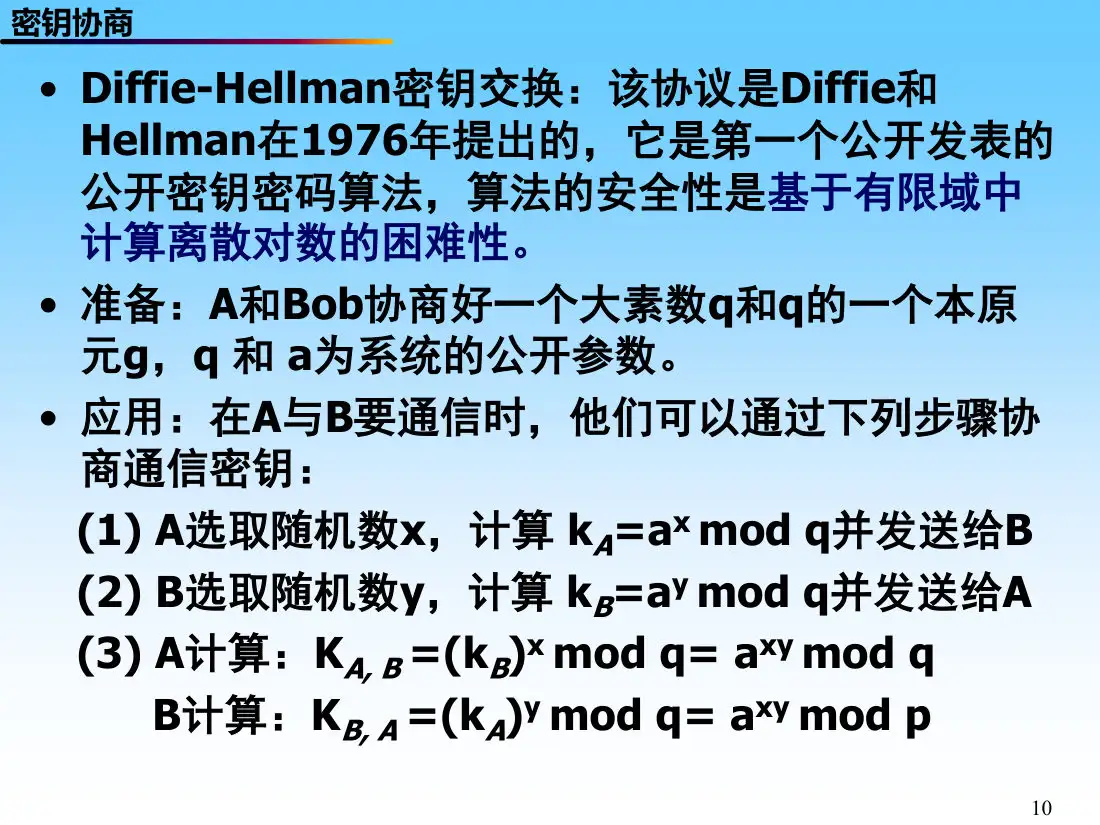 密钥协商
• Diffie-Hellman密钥交换：该协议是Diffie和
Hellman在1976年提出的，它是第一个公开发表的
公开密钥密码算法，算法的安全性是基于有限域中
计算离散对数的困难性。
• 准备：A和Bob协商好一个大素数q和q的一个本原
元g，q 和 a为系统的公开参数。
• 应用：在A与B要通信时，他们可以通过下列步骤协
商通信密钥：
(1) A选取随机数x，计算 k_A=a^x mod q并发送给B
(2) B选取随机数y，计算 k_B=a^y mod q并发送给A
(3) A计算：K_{A, B} =(k_B)^x mod q= a^{xy} mod q
B计算：K_{B, A} =(k_A)^y mod q= a^{xy} mod p
10